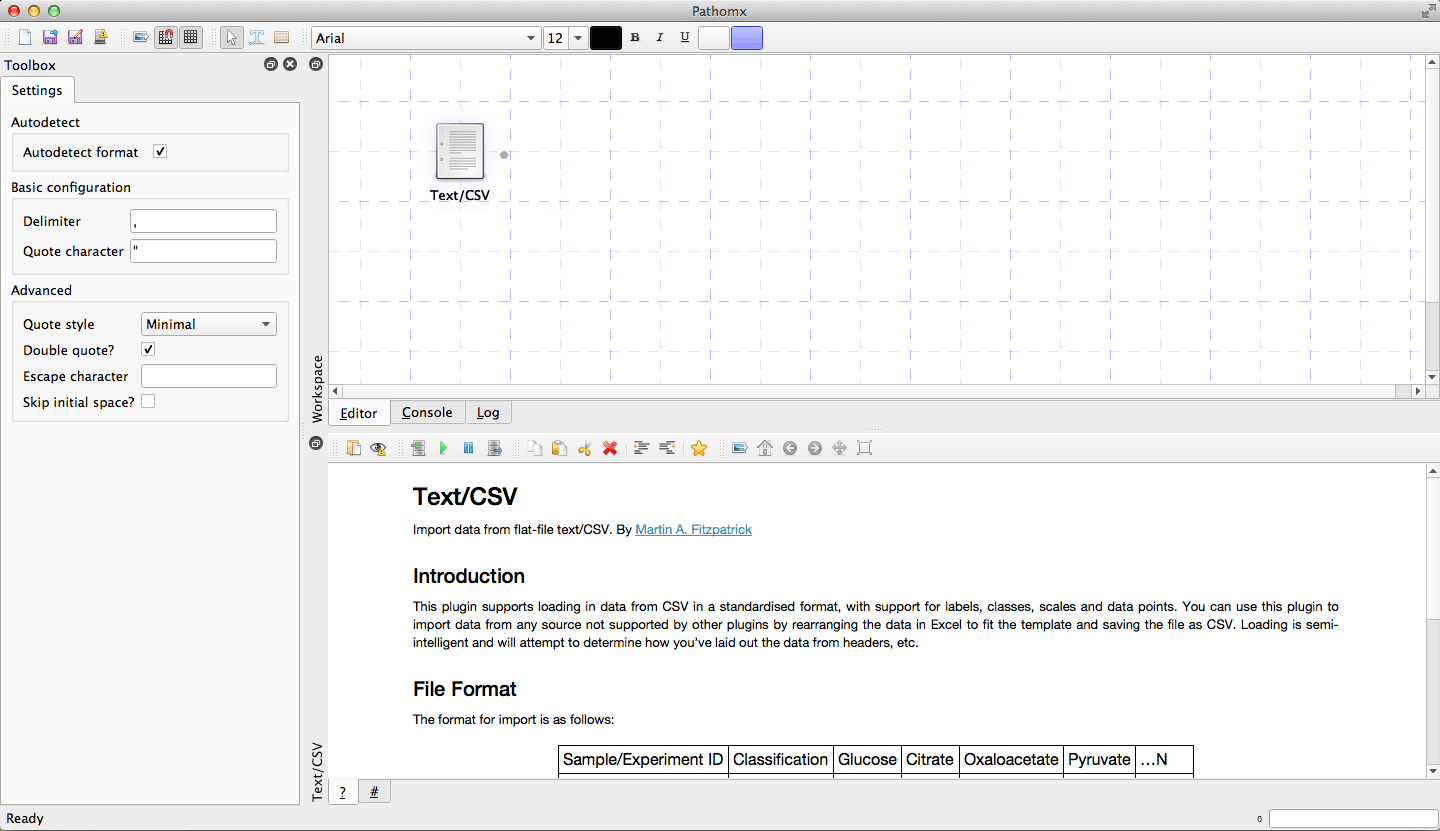 Pathomx
Arial
12
B I U
Toolbox
Settings
Autodetect
Autodetect format
Basic configuration
Delimiter ,
Quote character "
Advanced
Quote style Minimal
Double quote?
Escape character
Skip initial space?
Text/CSV
Workspace
Editor Console Log
Text/CSV
Import data from flat-file text/CSV. By Martin A. Fitzpatrick
Introduction
This plugin supports loading in data from CSV in a standardised format, with support for labels, classes, scales and data points. You can use this plugin to
import data from any source not supported by other plugins by rearranging the data in Excel to fit the template and saving the file as CSV. Loading is semi-
intelligent and will attempt to determine how you've laid out the data from headers, etc.
File Format
The format for import is as follows:
Sample/Experiment ID Classification Glucose Citrate Oxaloacetate Pyruvate ...N
Text/CSV
? #
Ready
0